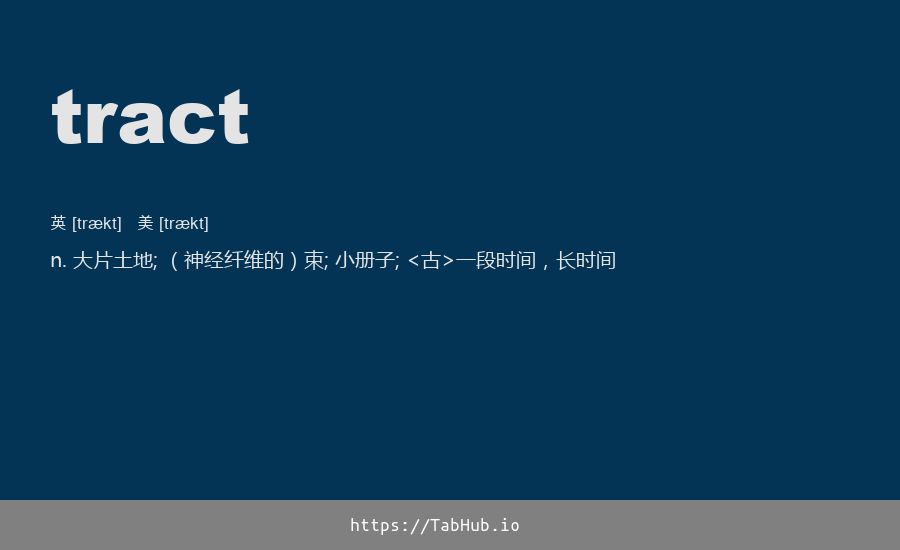 tract
英 [trækt] 美 [trækt]
n. 大片土地; （神经纤维的）束; 小册子; <古>一段时间，长时间
https://TabHub.io